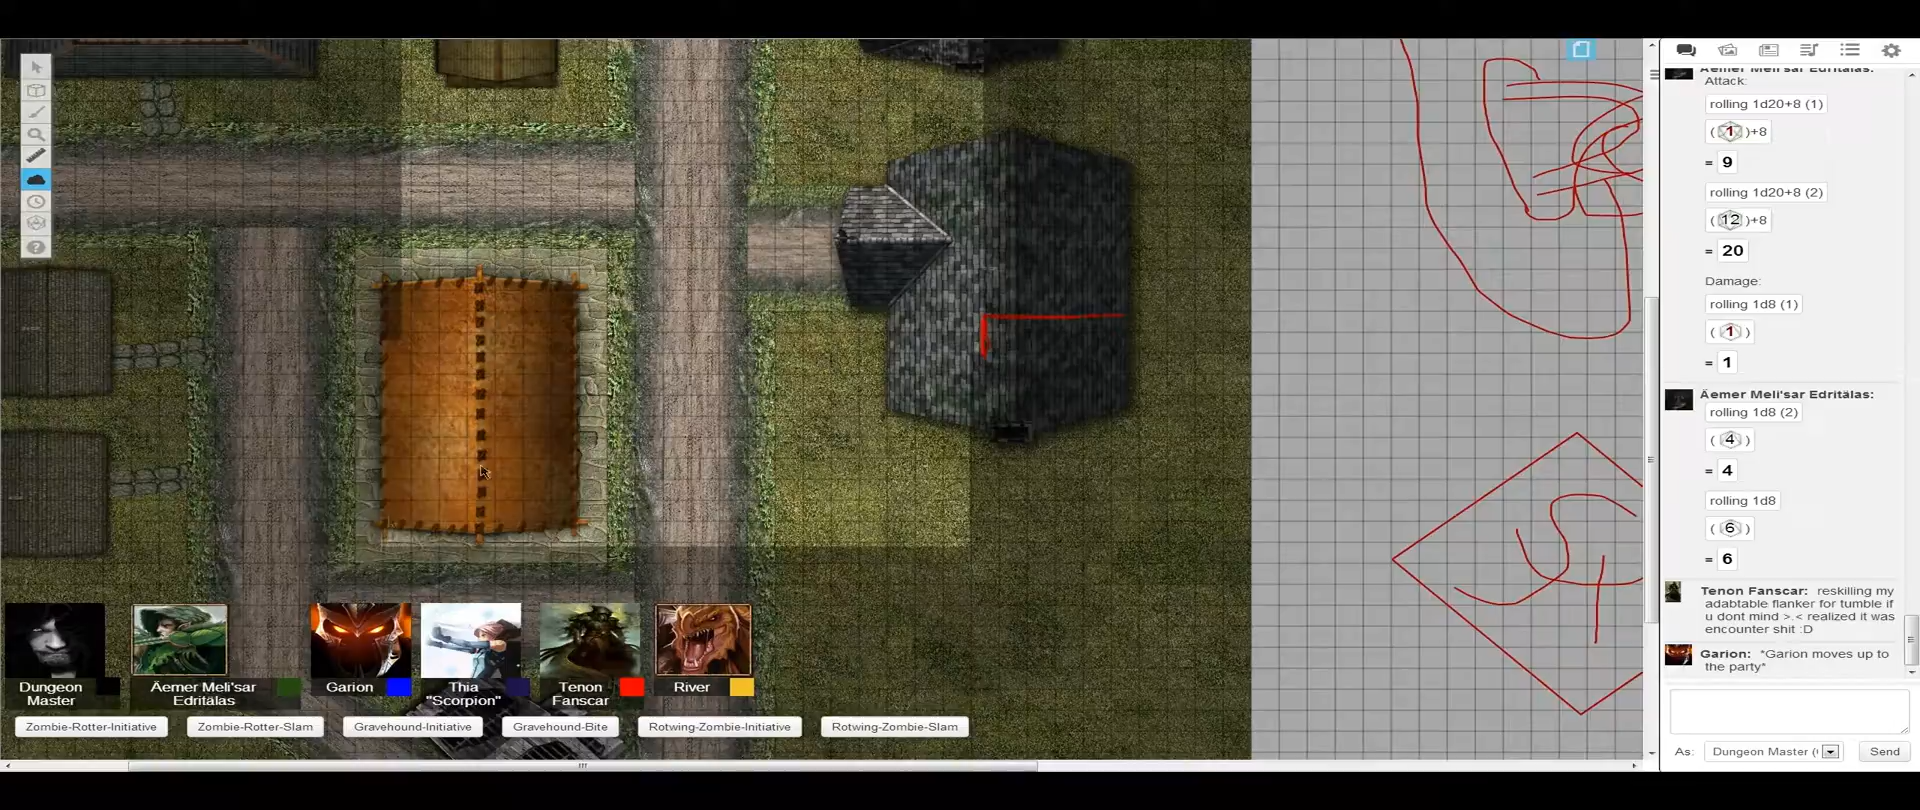 Äemer Meli'sar Edritälas:
Attack:
rolling 1d20+8 (1)
(1)+8
= 9
rolling 1d20+8 (2)
(12)+8
= 20
Damage:
rolling 1d8 (1)
(1)
= 1
Äemer Meli'sar Edritälas:
rolling 1d8 (2)
(4)
= 4
rolling 1d8
(6)
= 6
Tenon Fanscar: reskilling my
adabtable flanker for tumble if
u dont mind >.< realized it was
encounter shit :D
Garion: *Garion moves up to
the party*
As: Dungeon Master (
Send
Dungeon
Master
Äemer Meli'sar
Edritälas
Garion
Thia
"Scorpion"
Tenon
Fanscar
River
Zombie-Rotter-Initiative
Zombie-Rotter-Slam
Gravehound-Initiative
Gravehound-Bite
Rotwing-Zombie-Initiative
Rotwing-Zombie-Slam